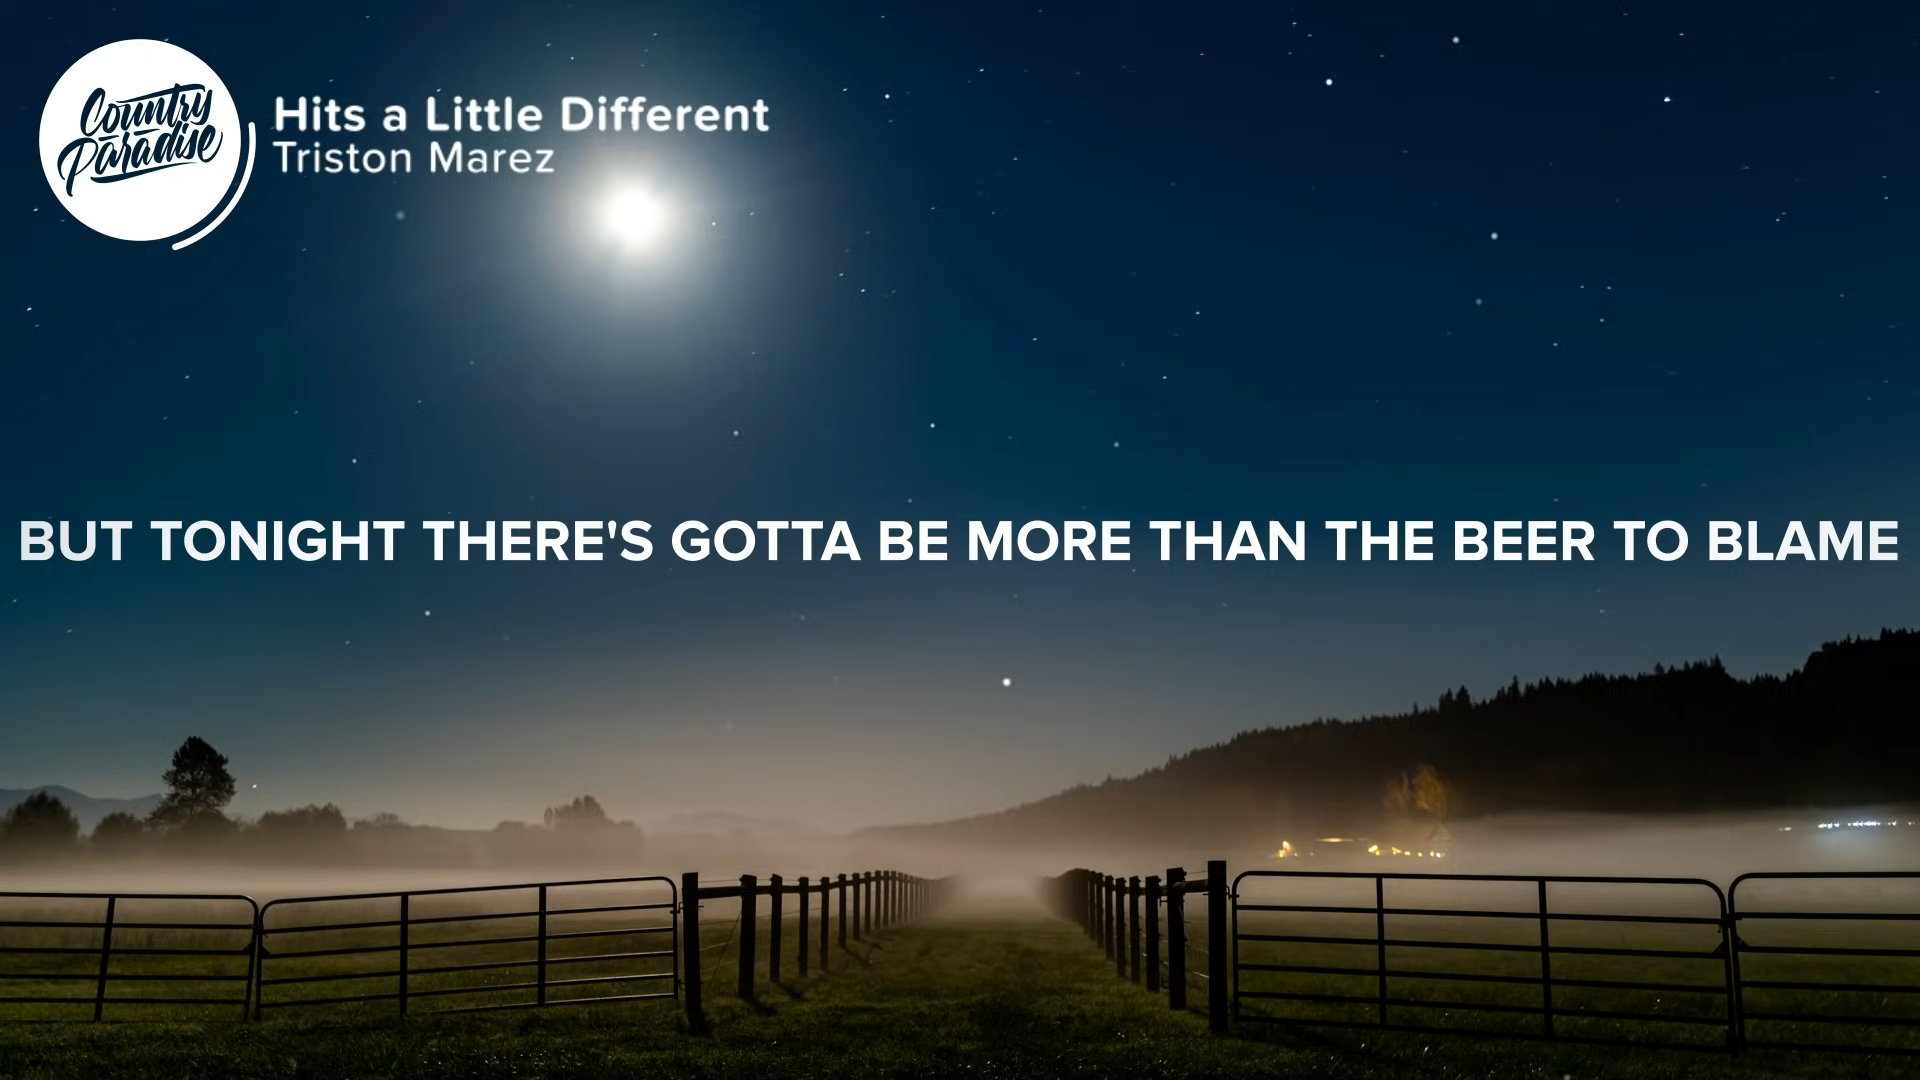 Country
Paradise
Hits a Little Different
Triston Marez
BUT TONIGHT THERE'S GOTTA BE MORE THAN THE BEER TO BLAME